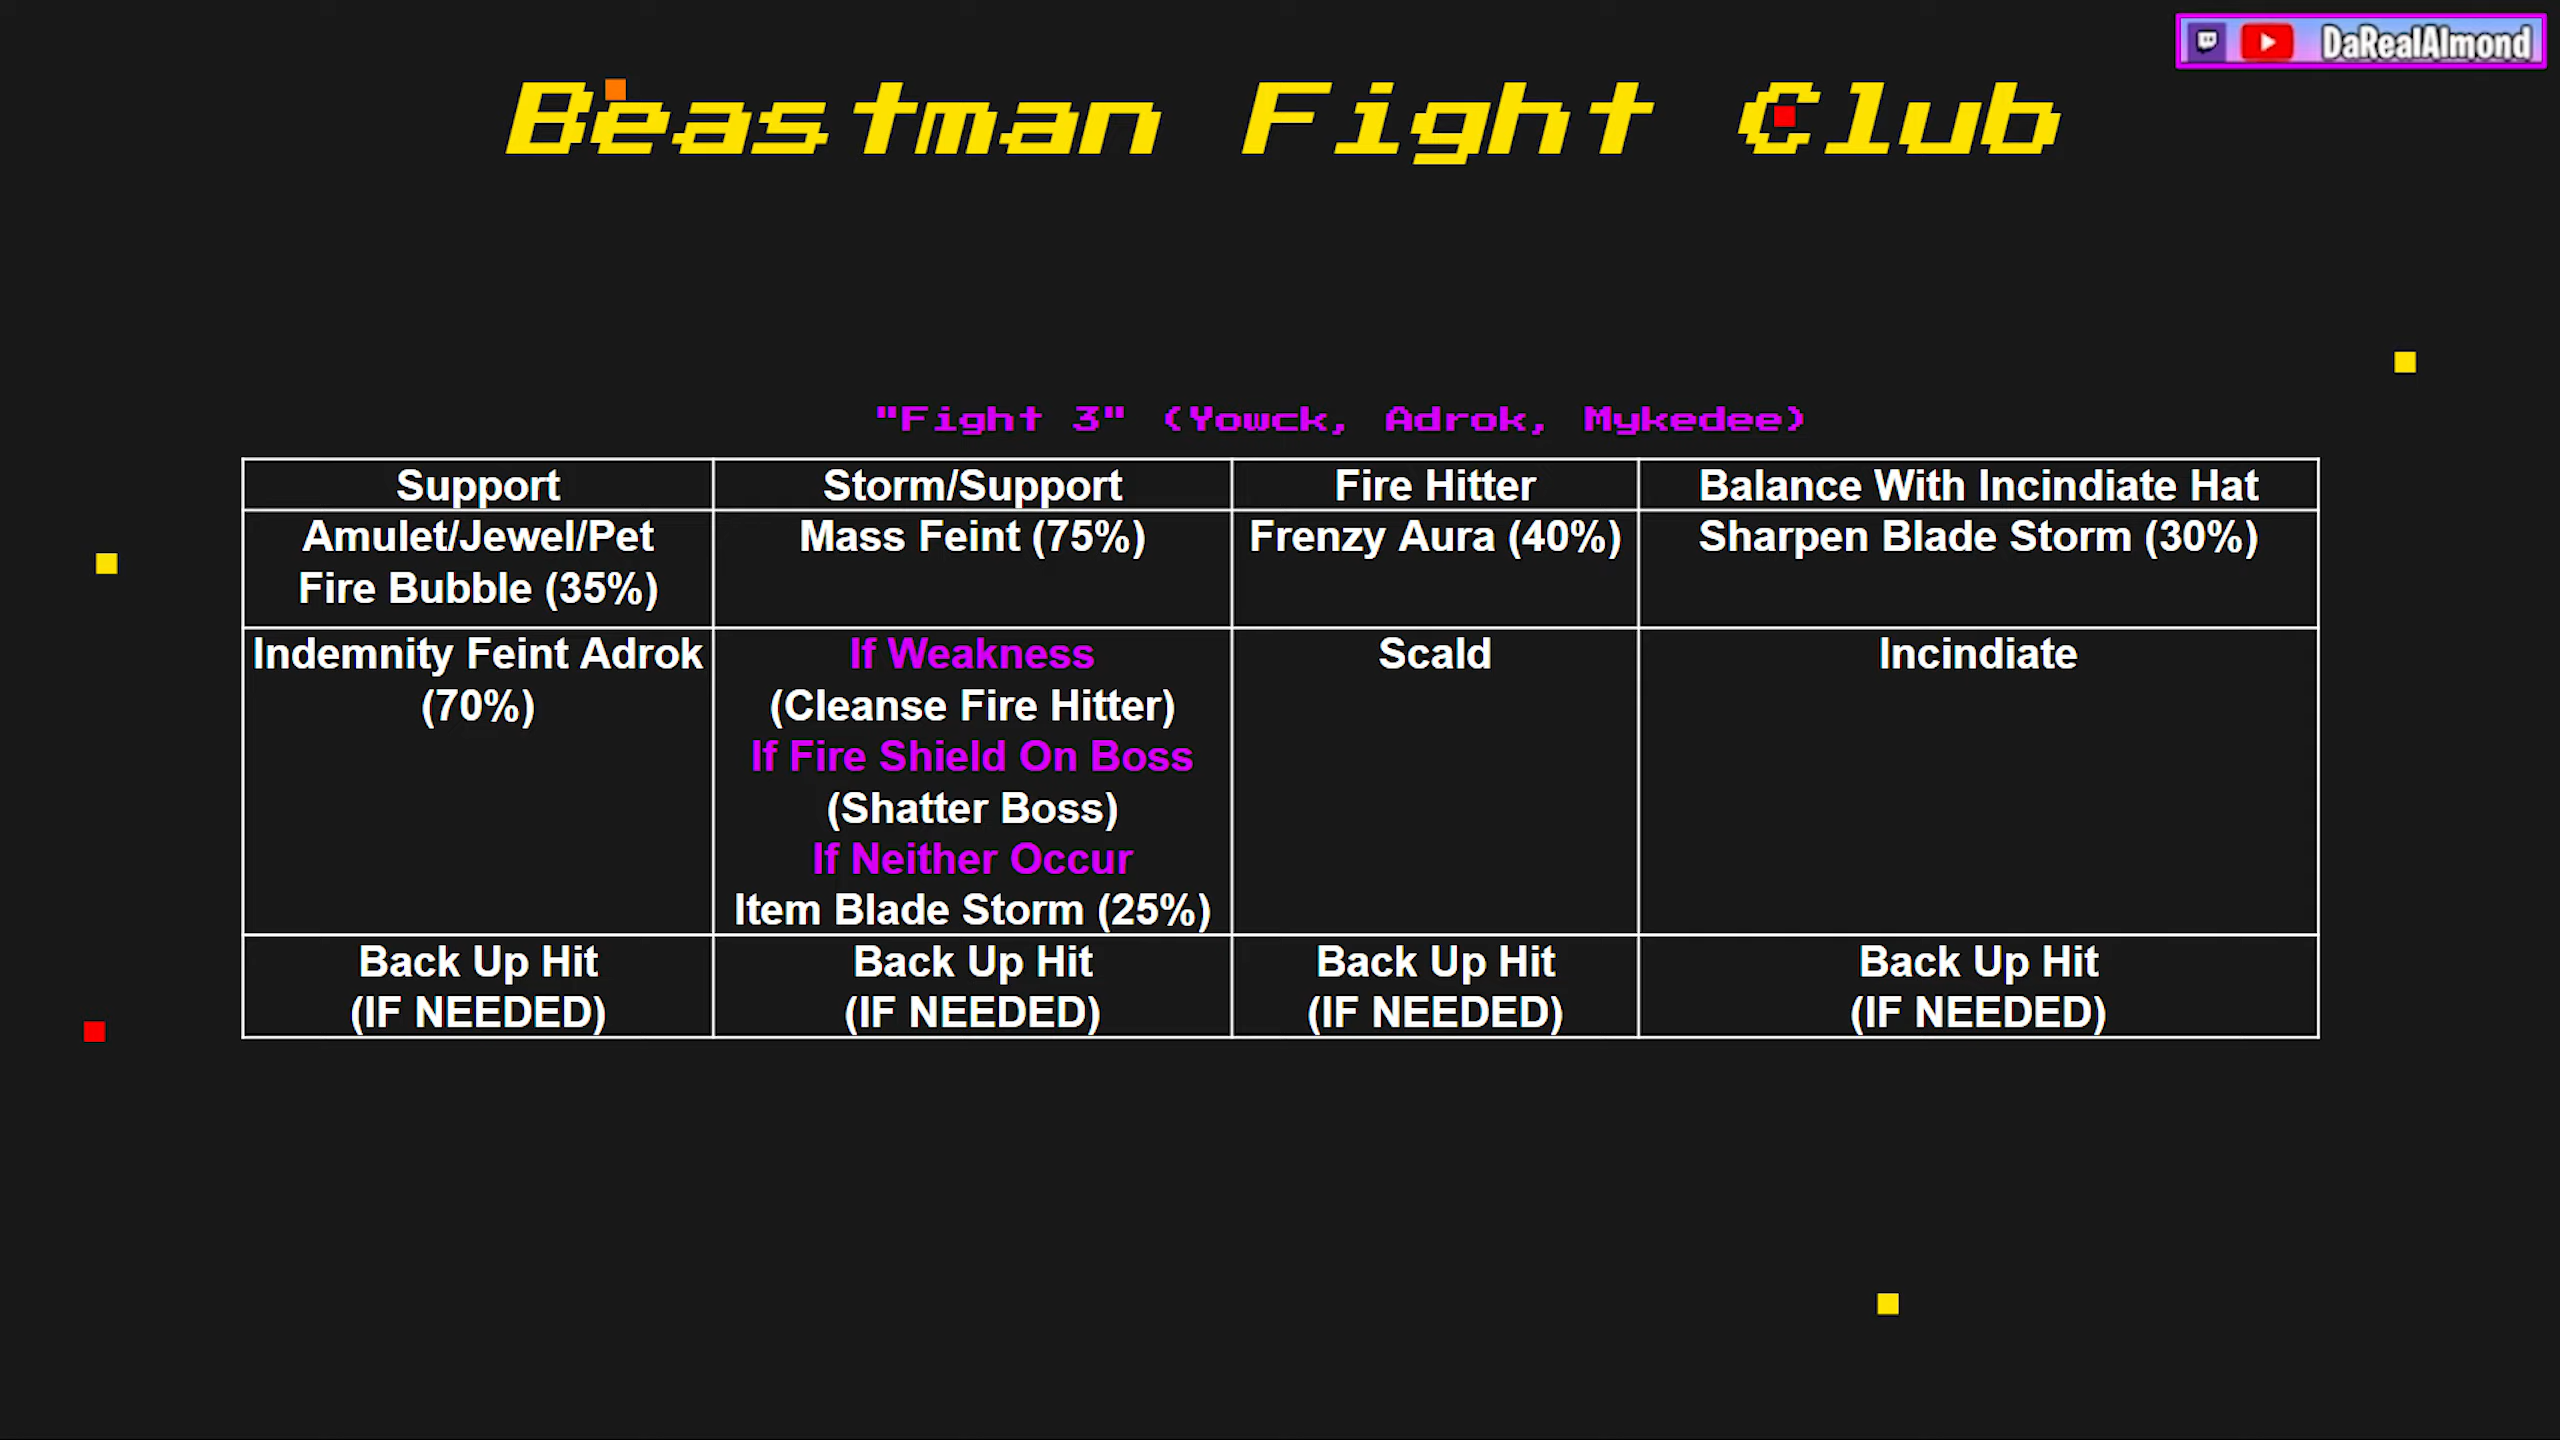 DaRealAlmond
Beastman Fight Club
"Fight 3" (Yowck, Adrok, Mykedee)
Support
Storm/Support
Fire Hitter
Balance With Incindiate Hat
Amulet/Jewel/Pet
Fire Bubble (35%)
Mass Feint (75%)
Frenzy Aura (40%)
Sharpen Blade Storm (30%)
Indemnity Feint Adrok
(70%)
If Weakness
(Cleanse Fire Hitter)
If Fire Shield On Boss
(Shatter Boss)
If Neither Occur
Item Blade Storm (25%)
Scald
Incindiate
Back Up Hit
(IF NEEDED)
Back Up Hit
(IF NEEDED)
Back Up Hit
(IF NEEDED)
Back Up Hit
(IF NEEDED)